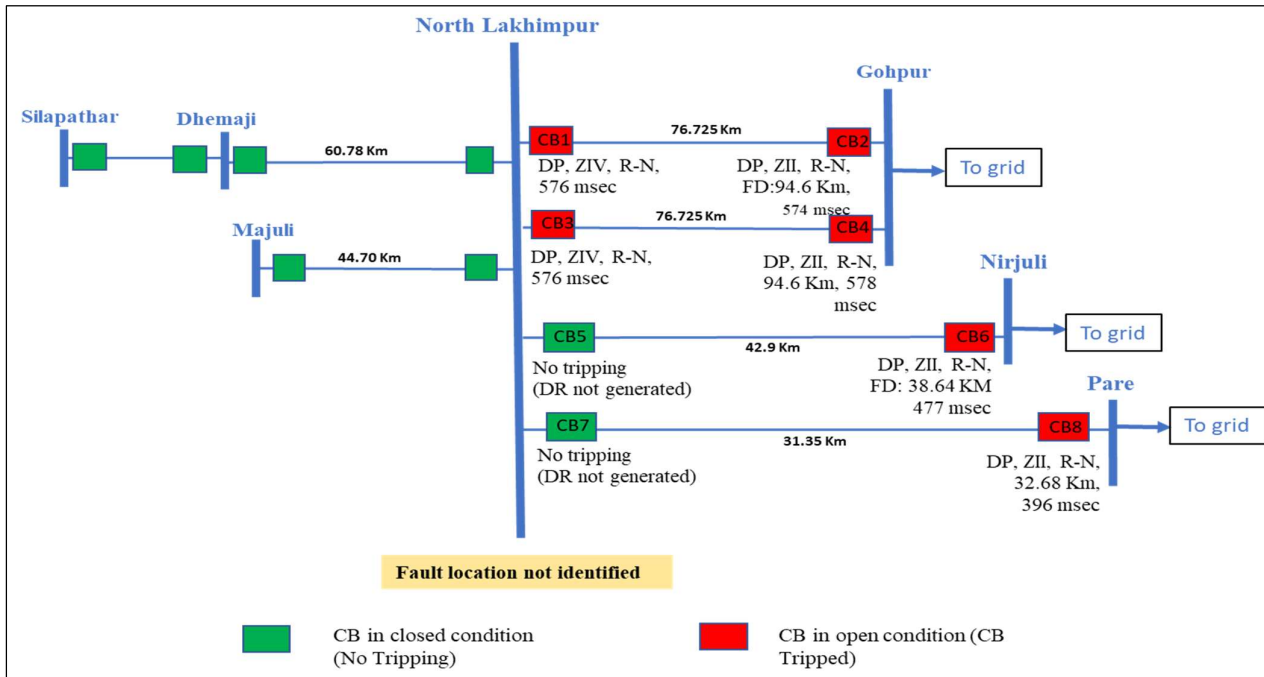 North Lakhimpur
Gohpur
Silapathar
Dhemaji
60.78 Km
CB1
76.725 Km
CB2
DP, ZIV, R-N,
576 msec
DP, ZII, R-N,
FD:94.6 Km,
574 msec
To grid
Majuli
44.70 Km
CB3
76.725 Km
CB4
DP, ZIV, R-N,
576 msec
DP, ZII, R-N,
94.6 Km, 578
msec
Nirjuli
CB5
42.9 Km
CB6
To grid
No tripping
(DR not generated)
DP, ZII, R-N,
FD: 38.64 KM
477 msec
Pare
CB7
31.35 Km
CB8
To grid
No tripping
(DR not generated)
DP, ZII, R-N,
32.68 Km,
396 msec
Fault location not identified
CB in closed condition
(No Tripping)
CB in open condition (CB
Tripped)